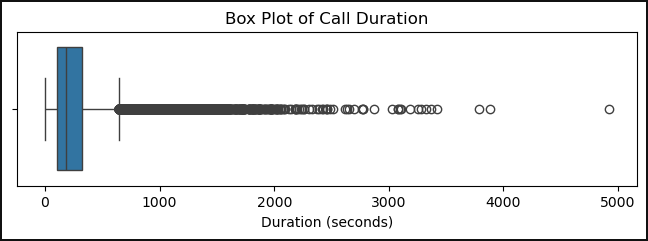 Box Plot of Call Duration
0 1000 2000 3000 4000 5000
Duration (seconds)